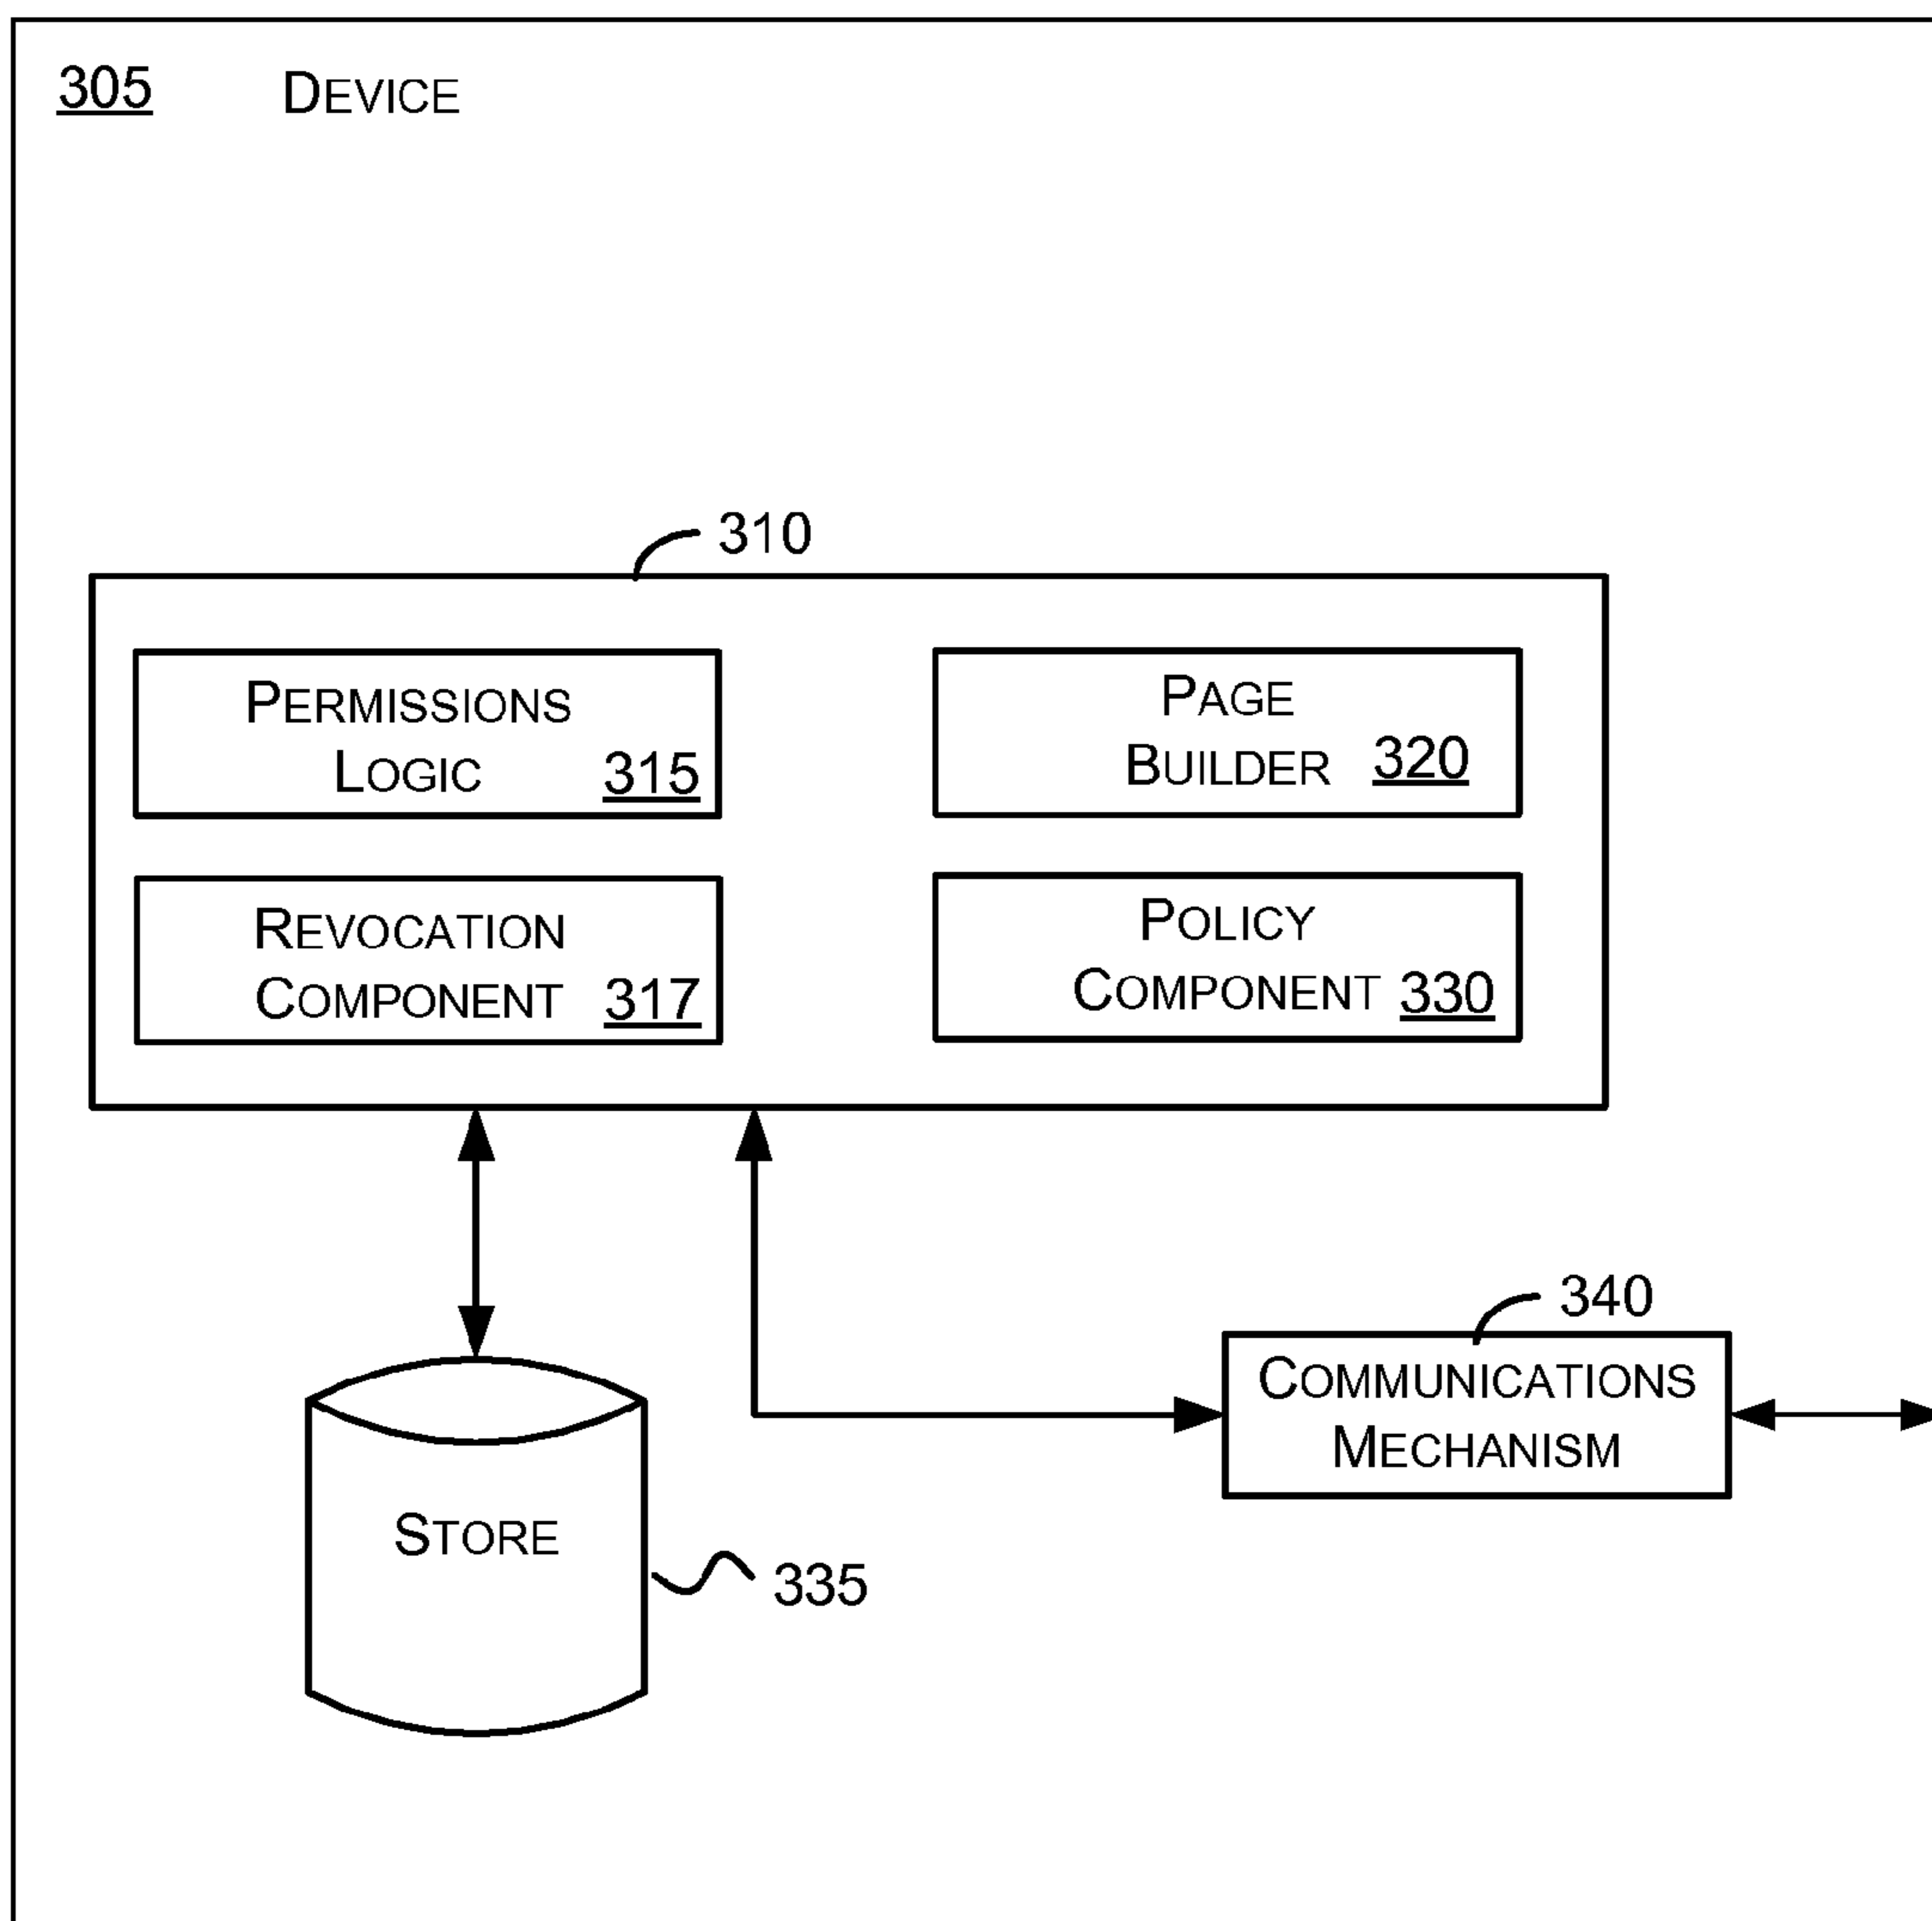 305 DEVICE
310
PERMISSIONS
LOGIC 315
PAGE
BUILDER 320
REVOCATION
COMPONENT 317
POLICY
COMPONENT 330
340
COMMUNICATIONS
MECHANISM
STORE
335